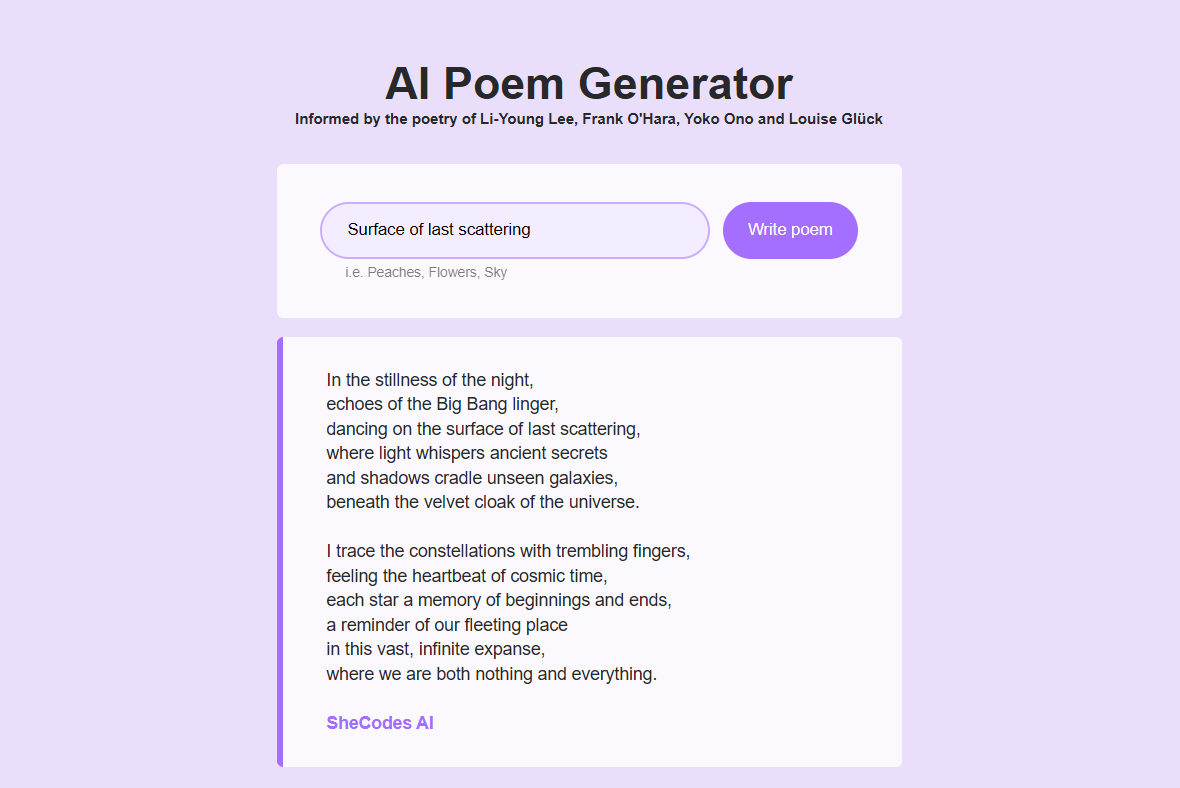 AI Poem Generator
Informed by the poetry of Li-Young Lee, Frank O'Hara, Yoko Ono and Louise Glück
Surface of last scattering
Write poem
i.e. Peaches, Flowers, Sky
In the stillness of the night,
echoes of the Big Bang linger,
dancing on the surface of last scattering,
where light whispers ancient secrets
and shadows cradle unseen galaxies,
beneath the velvet cloak of the universe.
I trace the constellations with trembling fingers,
feeling the heartbeat of cosmic time,
each star a memory of beginnings and ends,
a reminder of our fleeting place
in this vast, infinite expanse,
where we are both nothing and everything.
SheCodes AI